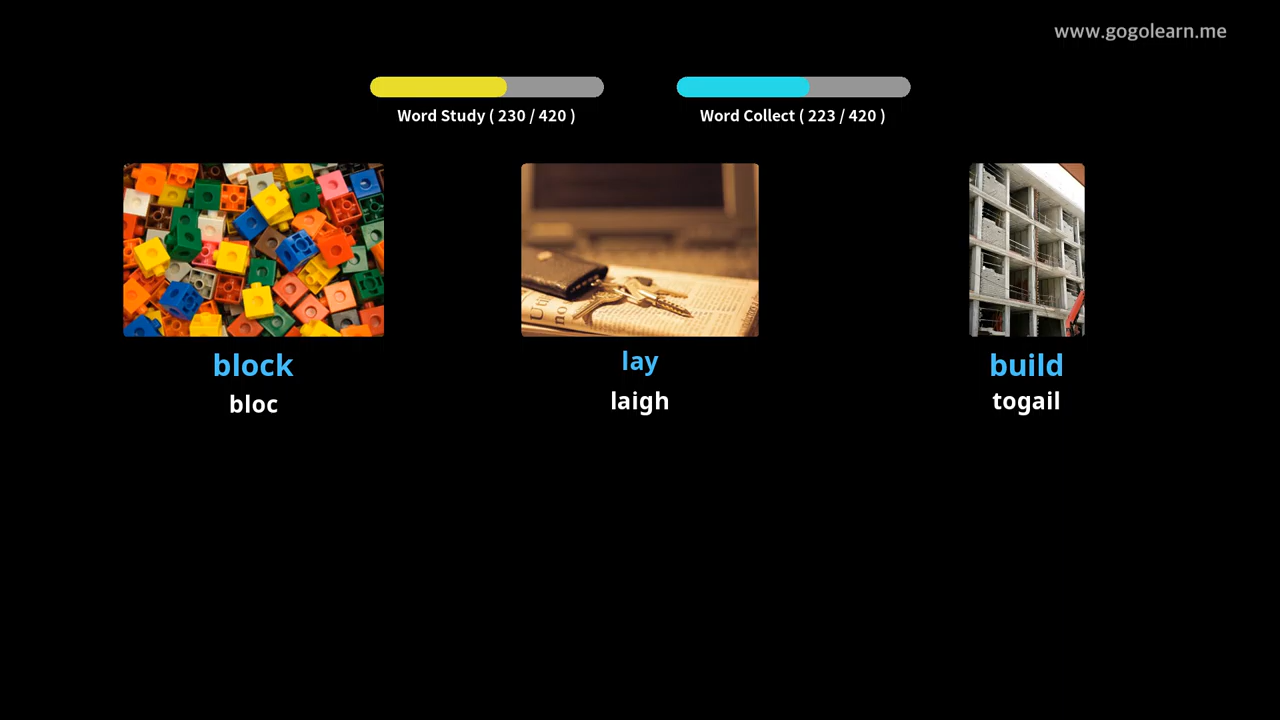 www.gogolearn.me
Word Study ( 230 / 420 )
Word Collect ( 223 / 420 )
block
bloc
lay
laigh
build
togail